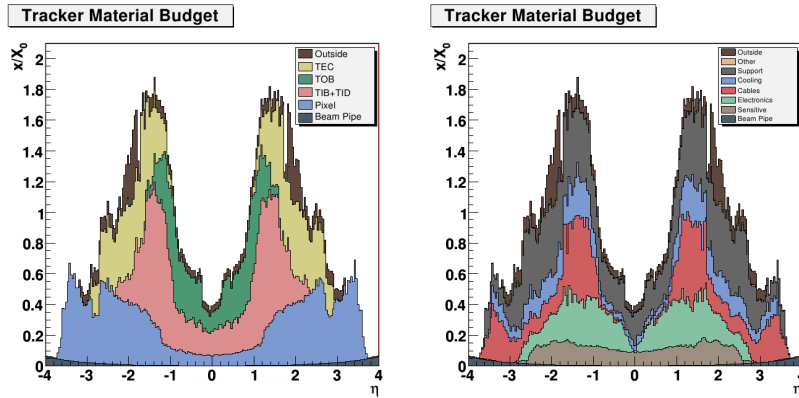 Tracker Material Budget
x/X0
2
1.8
1.6
1.4
1.2
1
0.8
0.6
0.4
0.2
0
-4 -3 -2 -1 0 1 2 3 4
η
Outside
TEC
TOB
TIB+TID
Pixel
Beam Pipe
Tracker Material Budget
x/X0
2
1.8
1.6
1.4
1.2
1
0.8
0.6
0.4
0.2
0
-4 -3 -2 -1 0 1 2 3 4
η
Outside
Other
Support
Cooling
Cables
Electronics
Sensitive
Beam Pipe